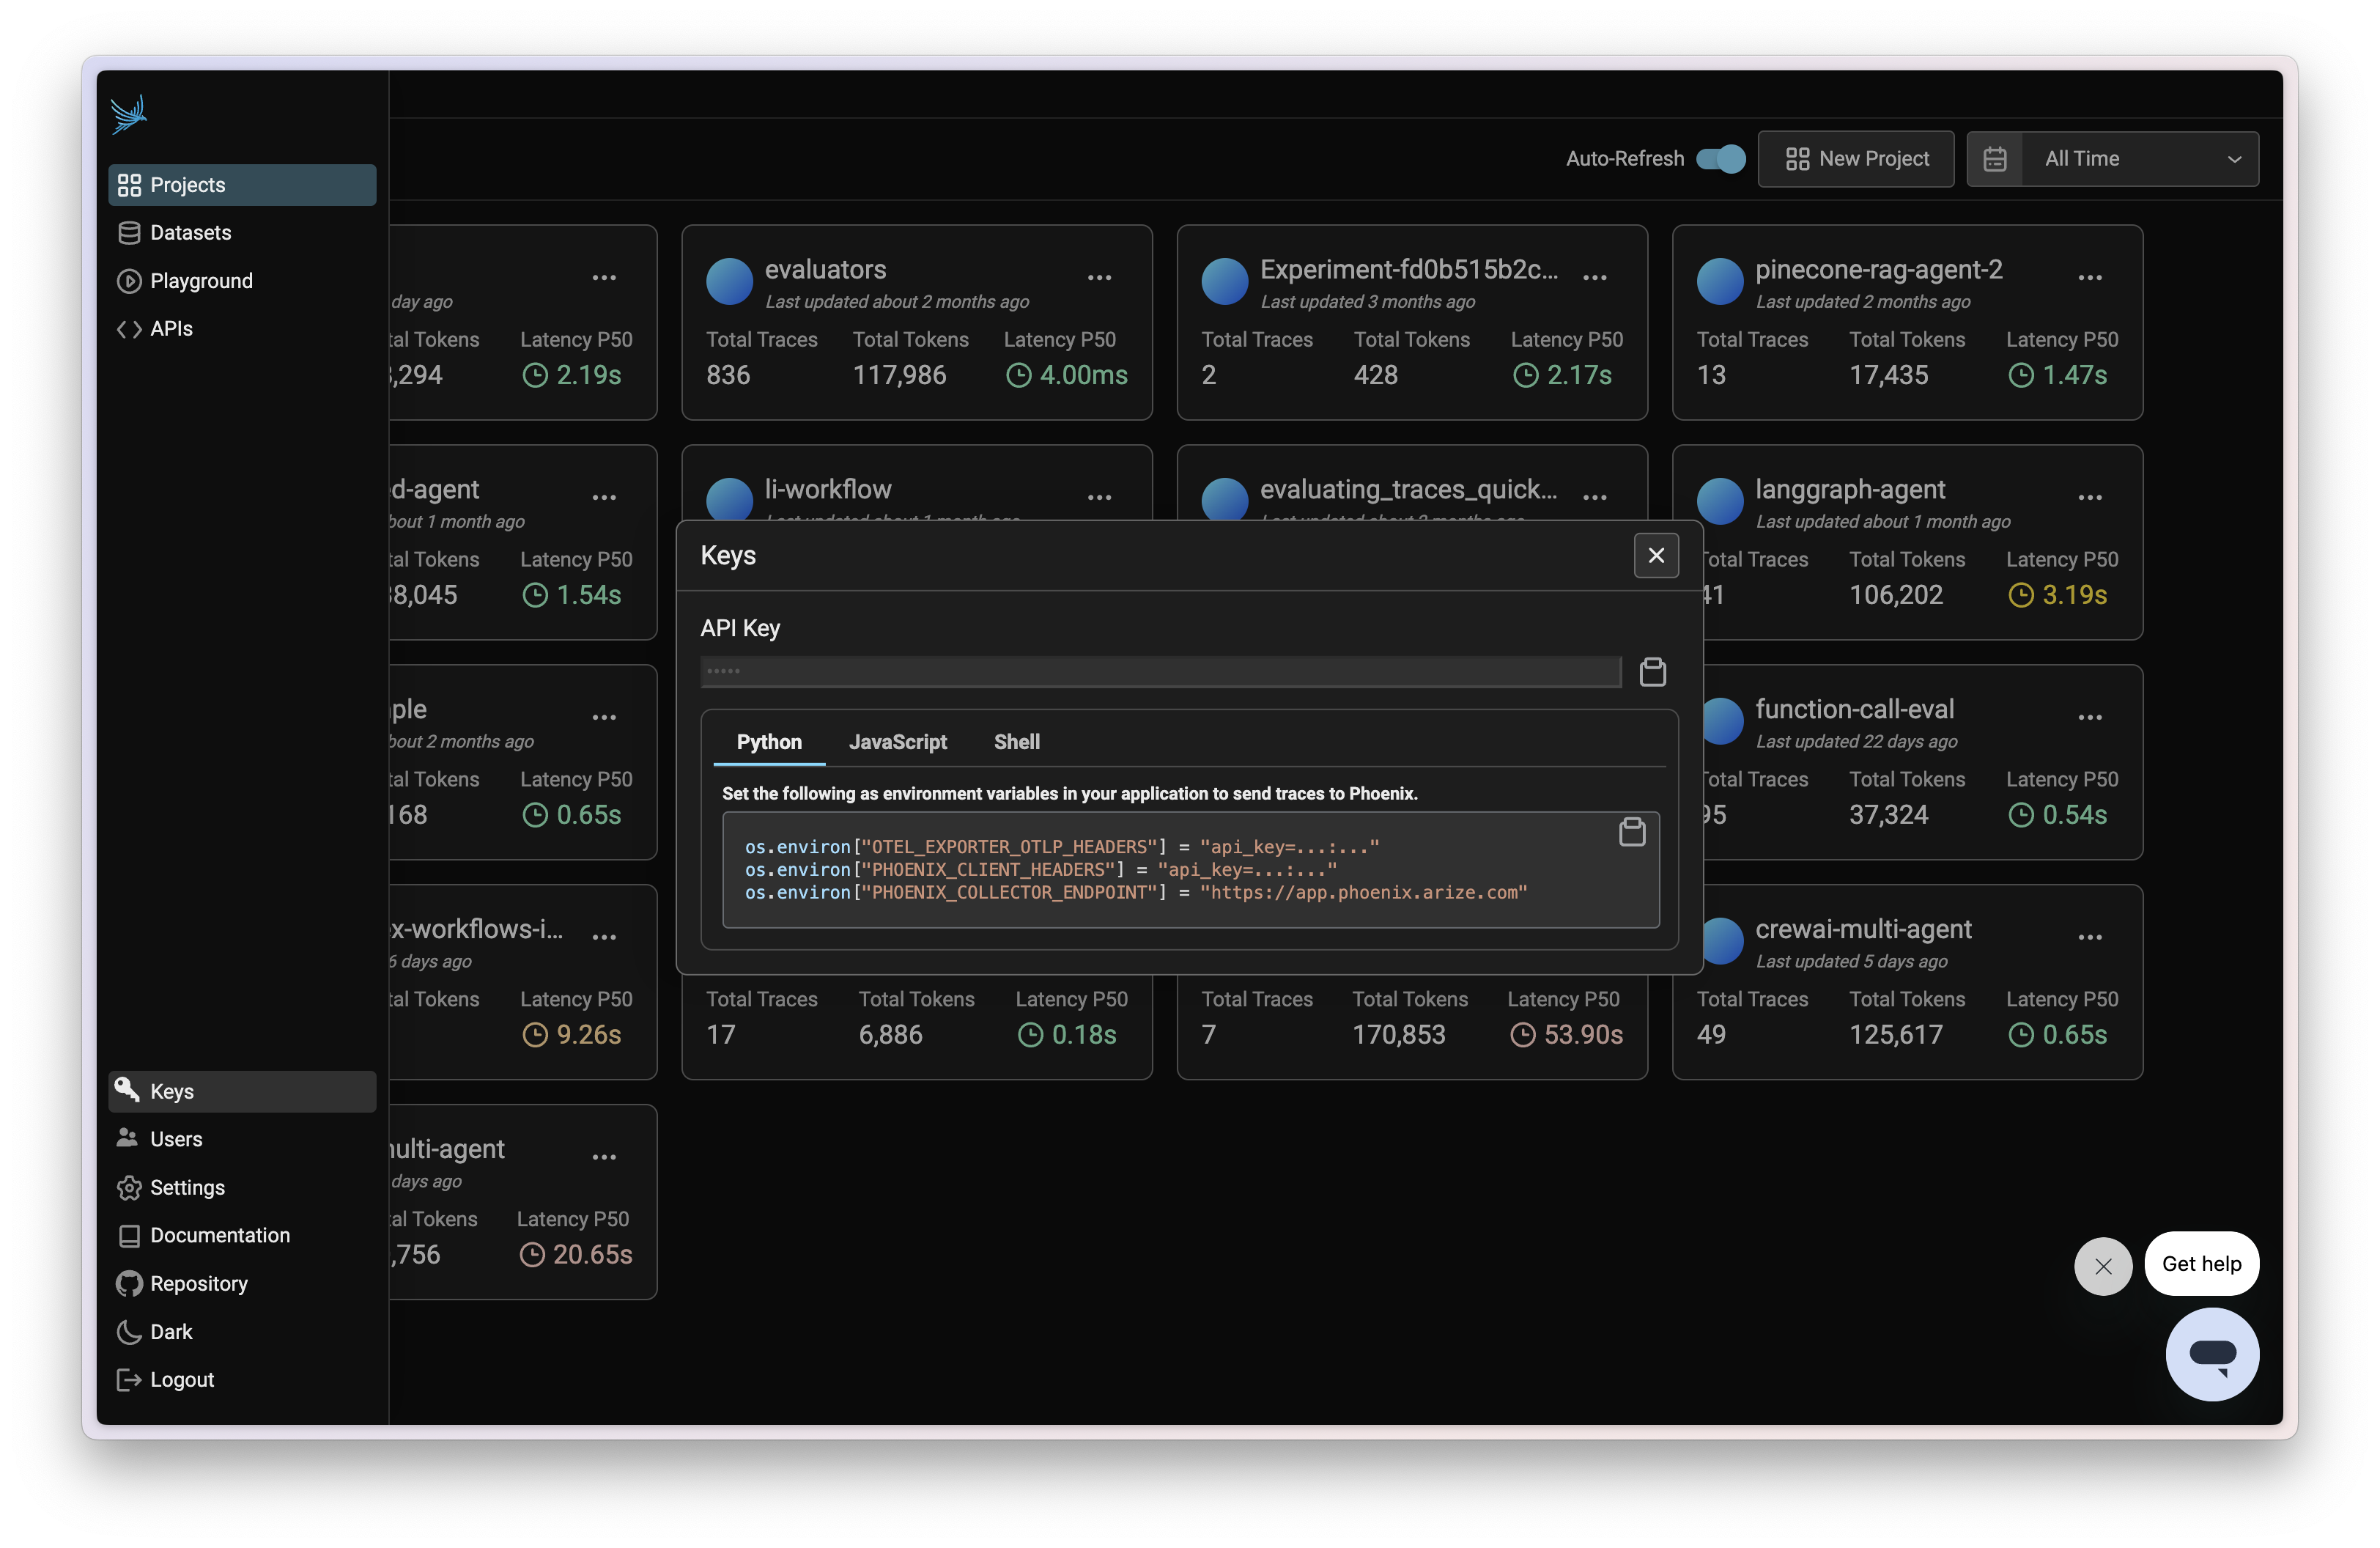 Projects
Datasets
Playground
APIs
Keys
Users
Settings
Documentation
Repository
Dark
Logout
Auto-Refresh
New Project
All Time
day ago
Tokens
Latency P50
,294
2.19s
evaluators
Last updated about 2 months ago
Total Traces
Total Tokens
Latency P50
836
117,986
4.00ms
Experiment-fd0b515b2c...
Last updated 3 months ago
Total Traces
Total Tokens
Latency P50
2
428
2.17s
pinecone-rag-agent-2
Last updated 2 months ago
Total Traces
Total Tokens
Latency P50
13
17,435
1.47s
d-agent
bout 1 month ago
Tokens
Latency P50
8,045
1.54s
li-workflow
Last updated about 1 month ago
evaluating_traces_quick...
langgraph-agent
Last updated about 1 month ago
Total Traces
Total Tokens
Latency P50
41
106,202
3.19s
Keys
API Key
•••••
Python
JavaScript
Shell
Set the following as environment variables in your application to send traces to Phoenix.
os.environ["OTEL_EXPORTER_OTLP_HEADERS"] = "api_key=...:..."
os.environ["PHOENIX_CLIENT_HEADERS"] = "api_key=...:..."
os.environ["PHOENIX_COLLECTOR_ENDPOINT"] = "https://app.phoenix.arize.com"
ple
bout 2 months ago
Tokens
Latency P50
168
0.65s
function-call-eval
Last updated 22 days ago
Total Traces
Total Tokens
Latency P50
95
37,324
0.54s
x-workflows-i...
6 days ago
Tokens
Latency P50
9.26s
Total Traces
Total Tokens
Latency P50
17
6,886
0.18s
Total Traces
Total Tokens
Latency P50
7
170,853
53.90s
crewai-multi-agent
Last updated 5 days ago
Total Traces
Total Tokens
Latency P50
49
125,617
0.65s
ulti-agent
days ago
Tokens
Latency P50
,756
20.65s
Get help